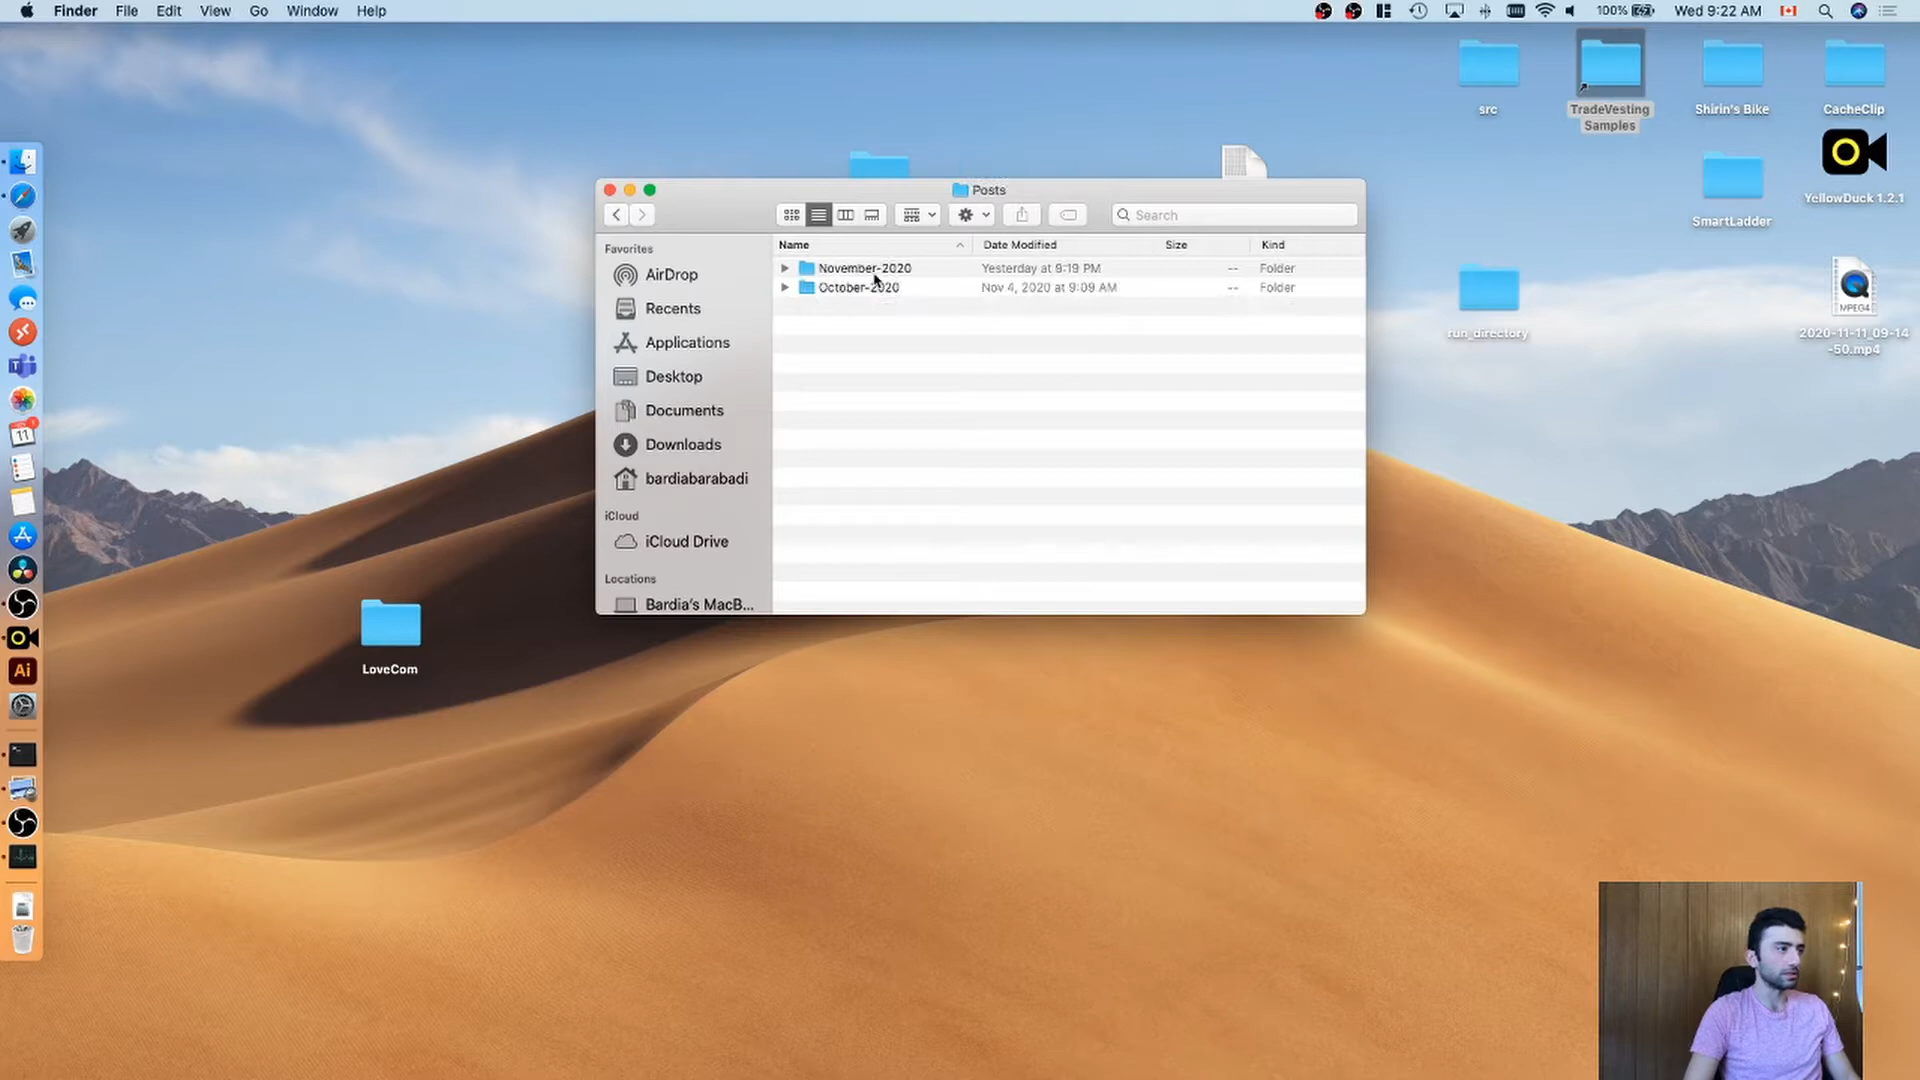 Finder File Edit View Go Window Help
100% Wed 9:22 AM
src
TradeVesting
Samples
Shirin's Bike
CacheClip
YellowDuck 1.2.1
SmartLadder
run_directory
MPEG4
2020-11-11_09-14
-50.mp4
LoveCom
Posts
Search
Favorites
AirDrop
Recents
Applications
Desktop
Documents
Downloads
bardiabarabadi
iCloud
iCloud Drive
Locations
Bardia's MacB...
Name Date Modified Size Kind
November-2020 Yesterday at 9:19 PM -- Folder
October-2020 Nov 4, 2020 at 9:09 AM -- Folder
11
Ai